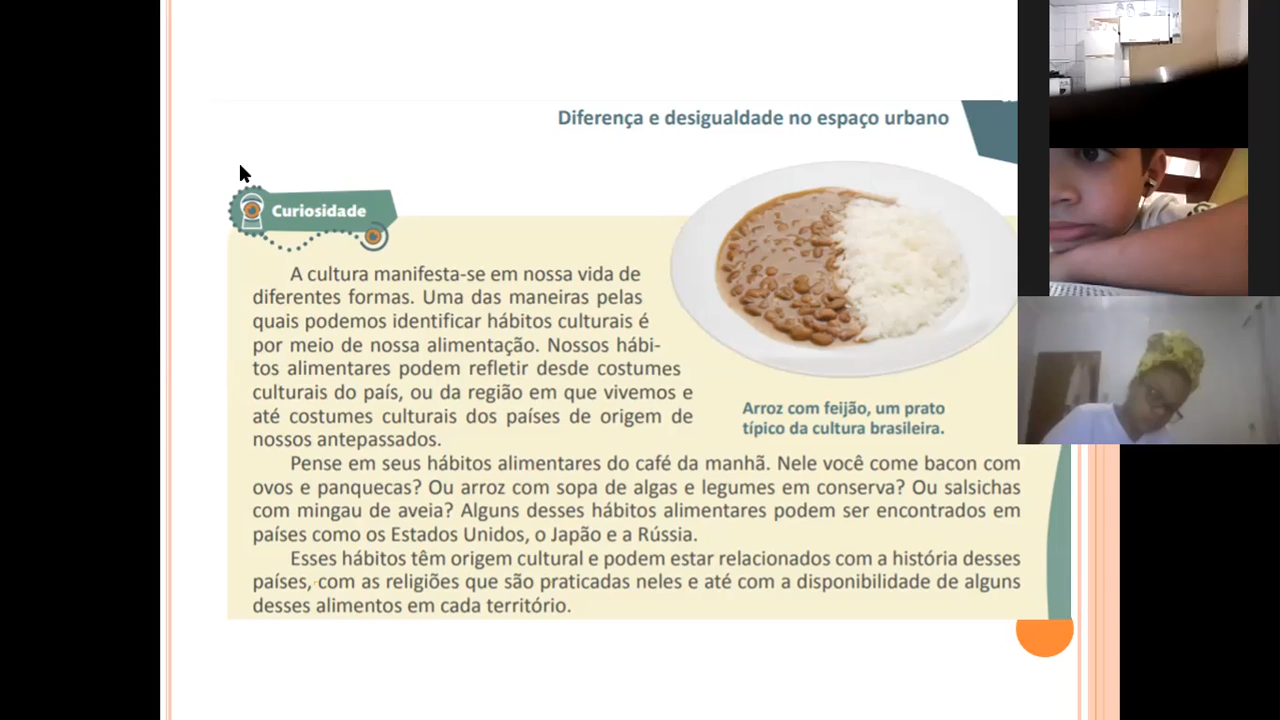 Diferença e desigualdade no espaço urbano
Curiosidade
A cultura manifesta-se em nossa vida de
diferentes formas. Uma das maneiras pelas
quais podemos identificar hábitos culturais é
por meio de nossa alimentação. Nossos hábi-
tos alimentares podem refletir desde costumes
culturais do país, ou da região em que vivemos e
até costumes culturais dos países de origem de
nossos antepassados.
Arroz com feijão, um prato
típico da cultura brasileira.
Pense em seus hábitos alimentares do café da manhã. Nele você come bacon com
ovos e panquecas? Ou arroz com sopa de algas e legumes em conserva? Ou salsichas
com mingau de aveia? Alguns desses hábitos alimentares podem ser encontrados em
países como os Estados Unidos, o Japão e a Rússia.
Esses hábitos têm origem cultural e podem estar relacionados com a história desses
países, com as religiões que são praticadas neles e até com a disponibilidade de alguns
desses alimentos em cada território.